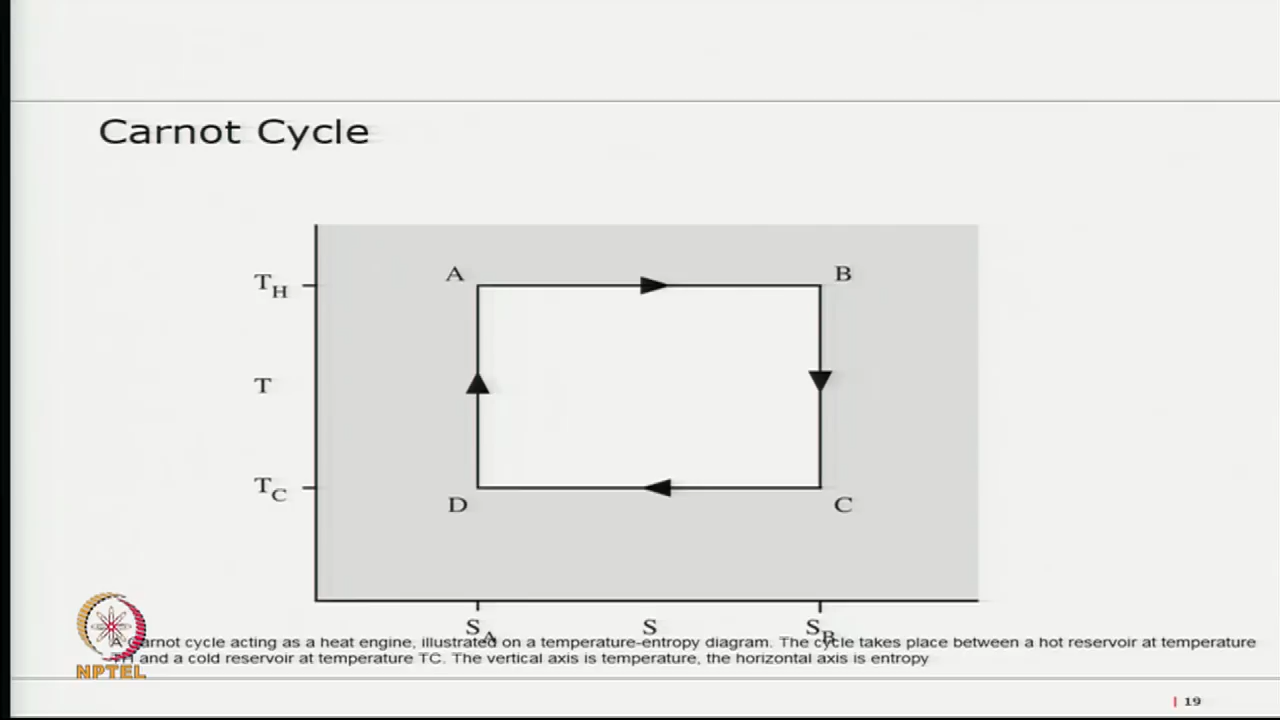 Carnot Cycle
A
B
T_H
T
T_C
D
C
S_A
S
S_B
A Carnot cycle acting as a heat engine, illustrated on a temperature-entropy diagram. The cycle takes place between a hot reservoir at temperature
TH and a cold reservoir at temperature TC. The vertical axis is temperature, the horizontal axis is entropy
NPTEL
| 19